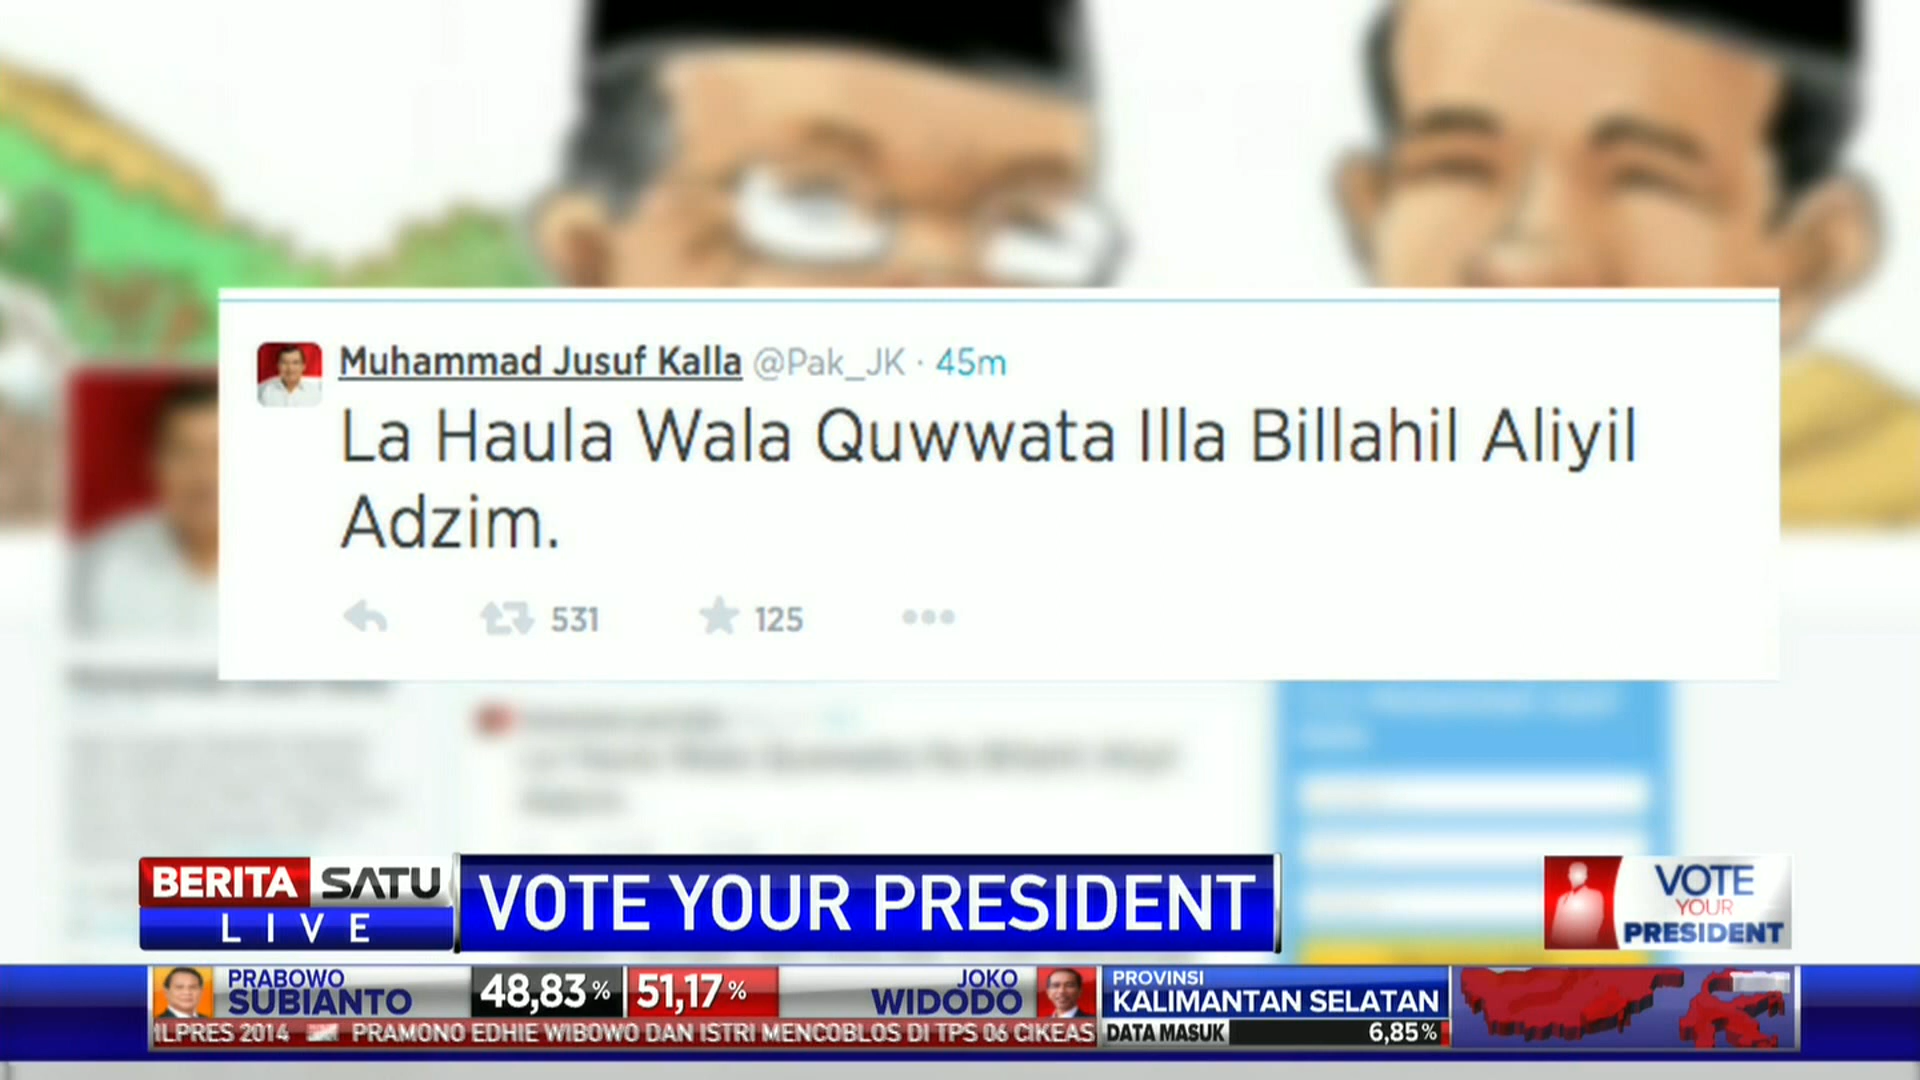 Muhammad Jusuf Kalla @Pak_JK · 45m
La Haula Wala Quwwata Illa Billahil Aliyil
Adzim.
531 125
BERITA SATU
LIVE
VOTE YOUR PRESIDENT
VOTE
YOUR
PRESIDENT
PRABOWO
SUBIANTO
48,83%
51,17%
JOKO
WIDODO
PROVINSI
KALIMANTAN SELATAN
ILPRES 2014 PRAMONO EDHIE WIBOWO DAN ISTRI MENCOBLOS DI TPS 06 CIKEAS
DATA MASUK 6,85%